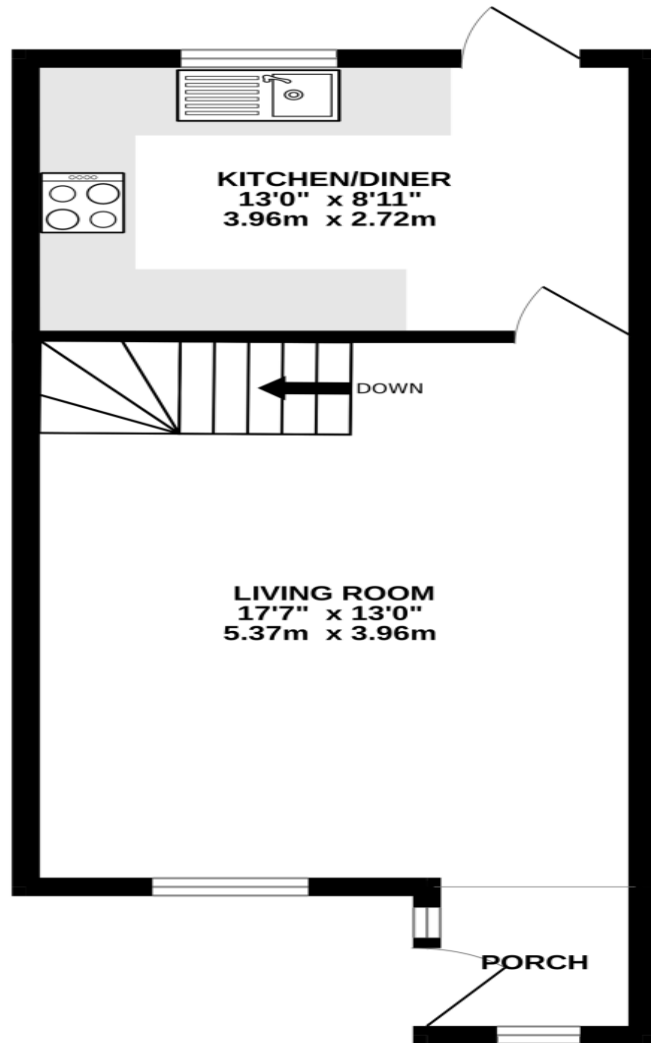 KITCHEN/DINER
13'0" x 8'11"
3.96m x 2.72m
DOWN
LIVING ROOM
17'7" x 13'0"
5.37m x 3.96m
PORCH